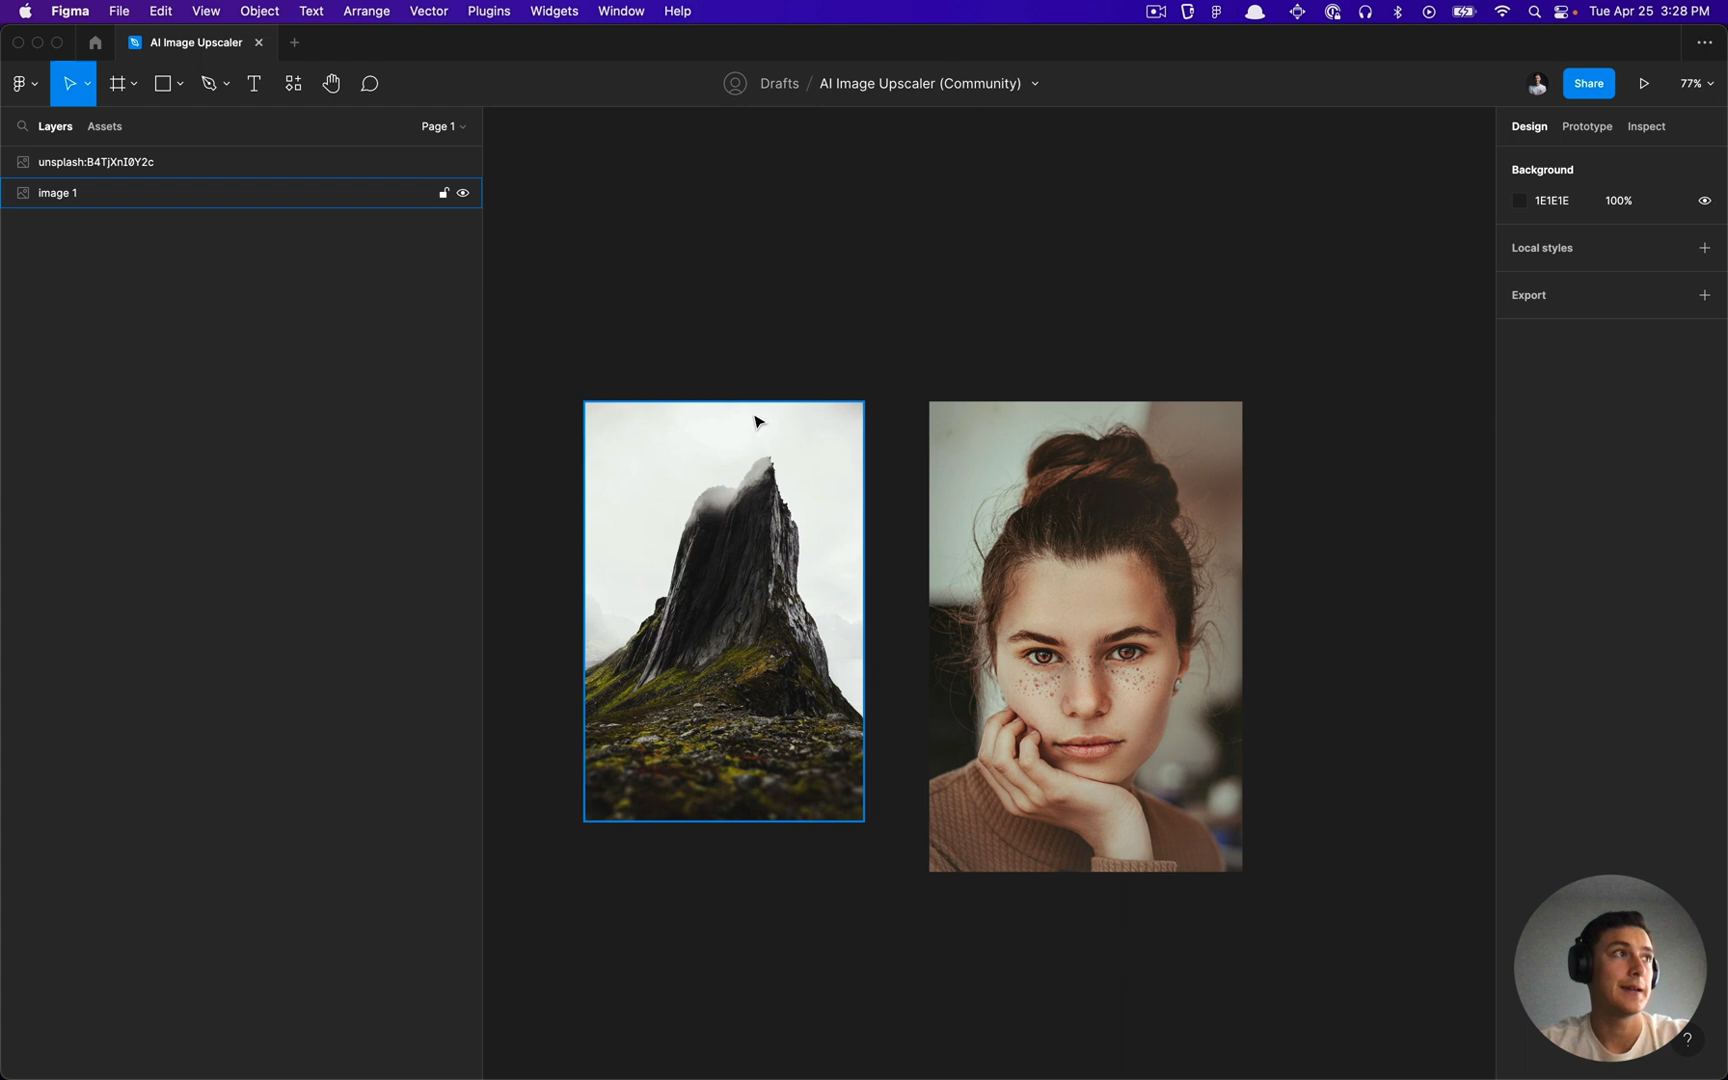 Figma File Edit View Object Text Arrange Vector Plugins Widgets Window Help Tue Apr 25 3:28 PM
AI Image Upscaler
Drafts / AI Image Upscaler (Community) Share 77%
Layers Assets Page 1 Design Prototype Inspect
unsplash:B4TjXnI0Y2c
image 1
Background
1E1E1E 100%
Local styles
Export
?